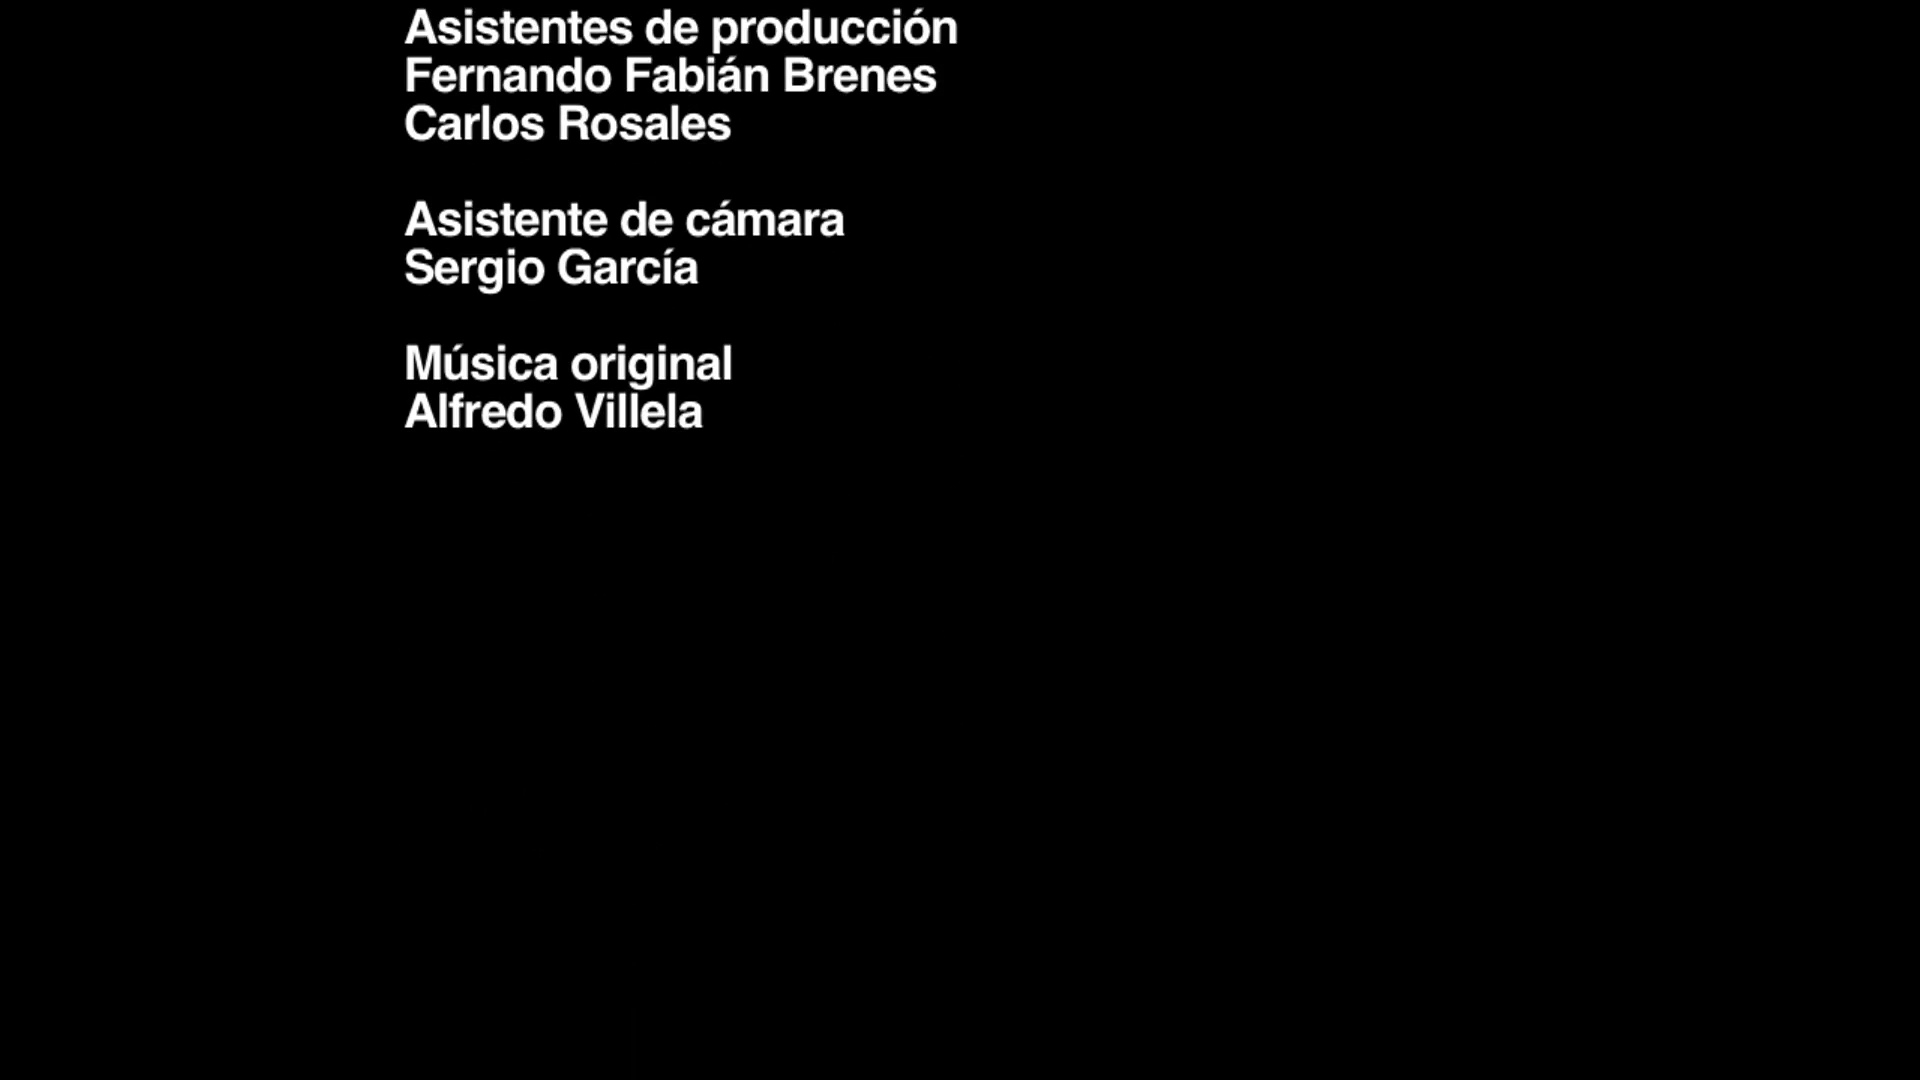 Asistentes de producción
Fernando Fabián Brenes
Carlos Rosales
Asistente de cámara
Sergio García
Música original
Alfredo Villela